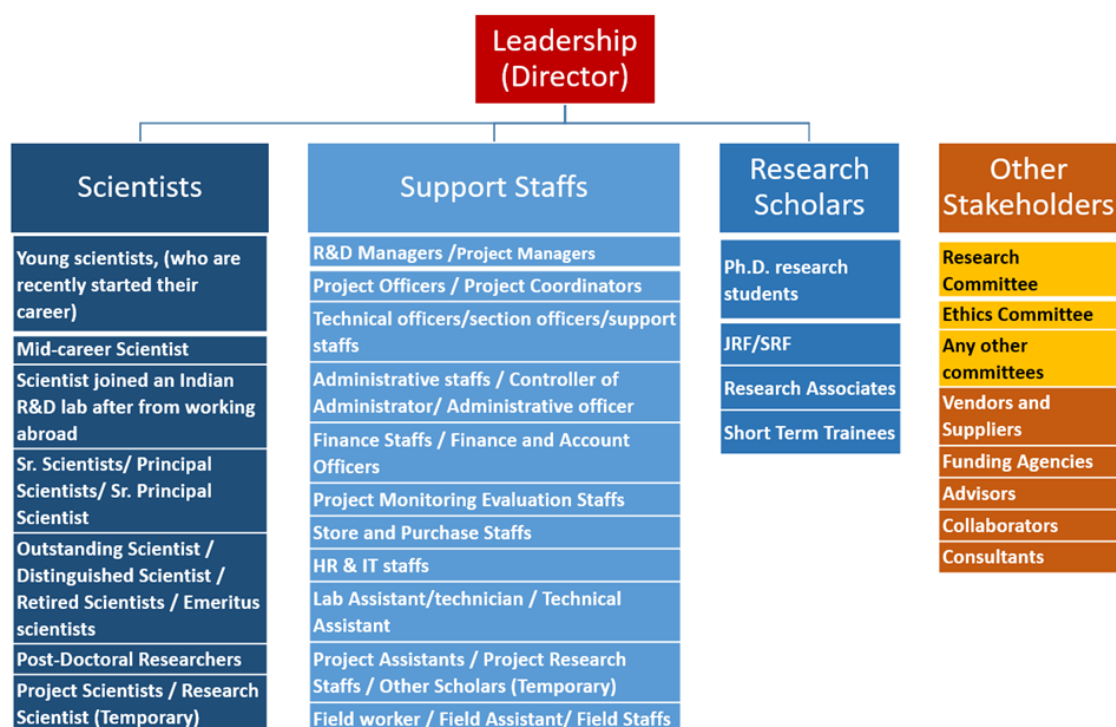 Leadership
(Director)
Scientists
Young scientists, (who are
recently started their
career)
Mid-career Scientist
Scientist joined an Indian
R&D lab after from working
abroad
Sr. Scientists/ Principal
Scientists/ Sr. Principal
Scientist
Outstanding Scientist /
Distinguished Scientist /
Retired Scientists / Emeritus
scientists
Post-Doctoral Researchers
Project Scientists / Research
Scientist (Temporary)
Support Staffs
R&D Managers /Project Managers
Project Officers / Project Coordinators
Technical officers/section officers/support
staffs
Administrative staffs / Controller of
Administrator/ Administrative officer
Finance Staffs / Finance and Account
Officers
Project Monitoring Evaluation Staffs
Store and Purchase Staffs
HR & IT staffs
Lab Assistant/technician / Technical
Assistant
Project Assistants / Project Research
Staffs / Other Scholars (Temporary)
Field worker / Field Assistant/ Field Staffs
Research
Scholars
Ph.D. research
students
JRF/SRF
Research Associates
Short Term Trainees
Other
Stakeholders
Research
Committee
Ethics Committee
Any other
committees
Vendors and
Suppliers
Funding Agencies
Advisors
Collaborators
Consultants